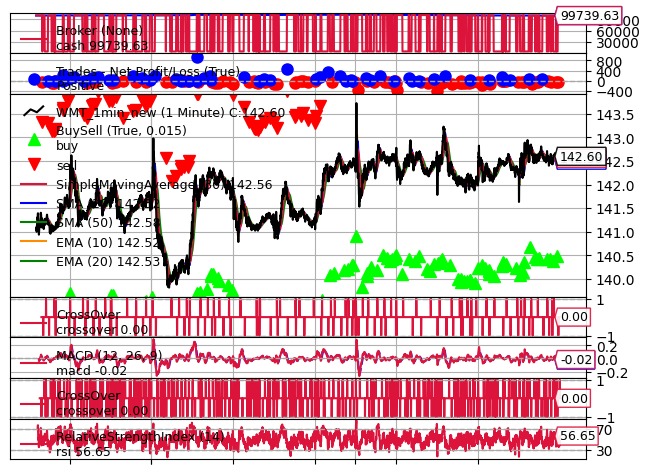 Broker (None)
cash 99739.63
99739.63
60000
30000
Trades - Net Profit/Loss (True)
Positive
800
400
0
−400
WMT_1min_new (1 Minute) C:142.60
BuySell (True, 0.015)
buy
sell
SimpleMovingAverage (30) 142.56
SMA
SMA (50) 142.58
EMA (10) 142.52
EMA (20) 142.53
143.5
143.0
142.60
142.5
142.0
141.5
141.0
140.5
140.0
CrossOver
crossover 0.00
1
0.00
−1
MACD (12, 26, 9)
macd -0.02
0.2
-0.02
0.0
−0.2
CrossOver
crossover 0.00
1
0.00
−1
RelativeStrengthIndex (14)
rsi 56.65
70
56.65
30